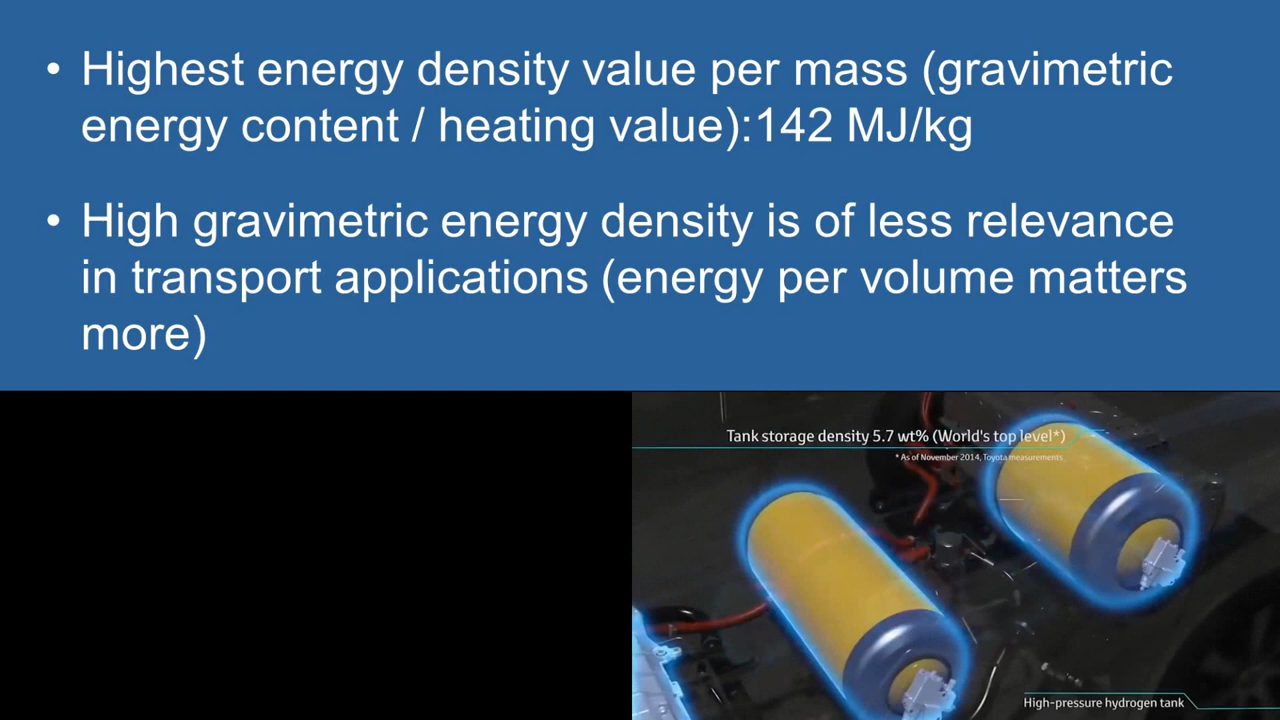 • Highest energy density value per mass (gravimetric
energy content / heating value):142 MJ/kg
• High gravimetric energy density is of less relevance
in transport applications (energy per volume matters
more)
Tank storage density 5.7 wt% (World's top level*)
* As of November 2014, Toyota measurements
High-pressure hydrogen tank